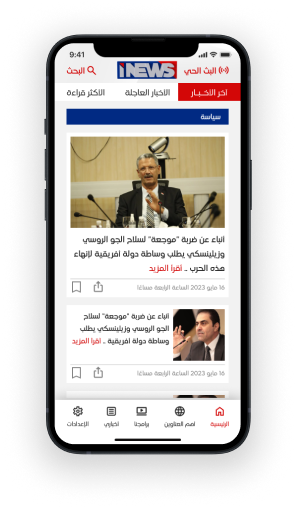 9:41
البث الحي
iNEWS
البحث
آخر الاخــبـار
الاخبار العاجلة
الاكثر قراءة
سياسة
انباء عن ضربة "موجعة" لسلاح الجو الروسي
وزيلينسكي يطلب وساطة دولة افريقية لإنهاء
هذه الحرب .. اقرأ المزيد
16 مايو 2023 الساعة الرابعة مساءا
انباء عن ضربة "موجعة" لسلاح
الجو الروسي وزيلينسكي يطلب
وساطة دولة افريقية .. اقرأ المزيد
16 مايو 2023 الساعة الرابعة مساءا
الرئيسية
اهم العناوين
برامجنا
اخباري
الإعدادات